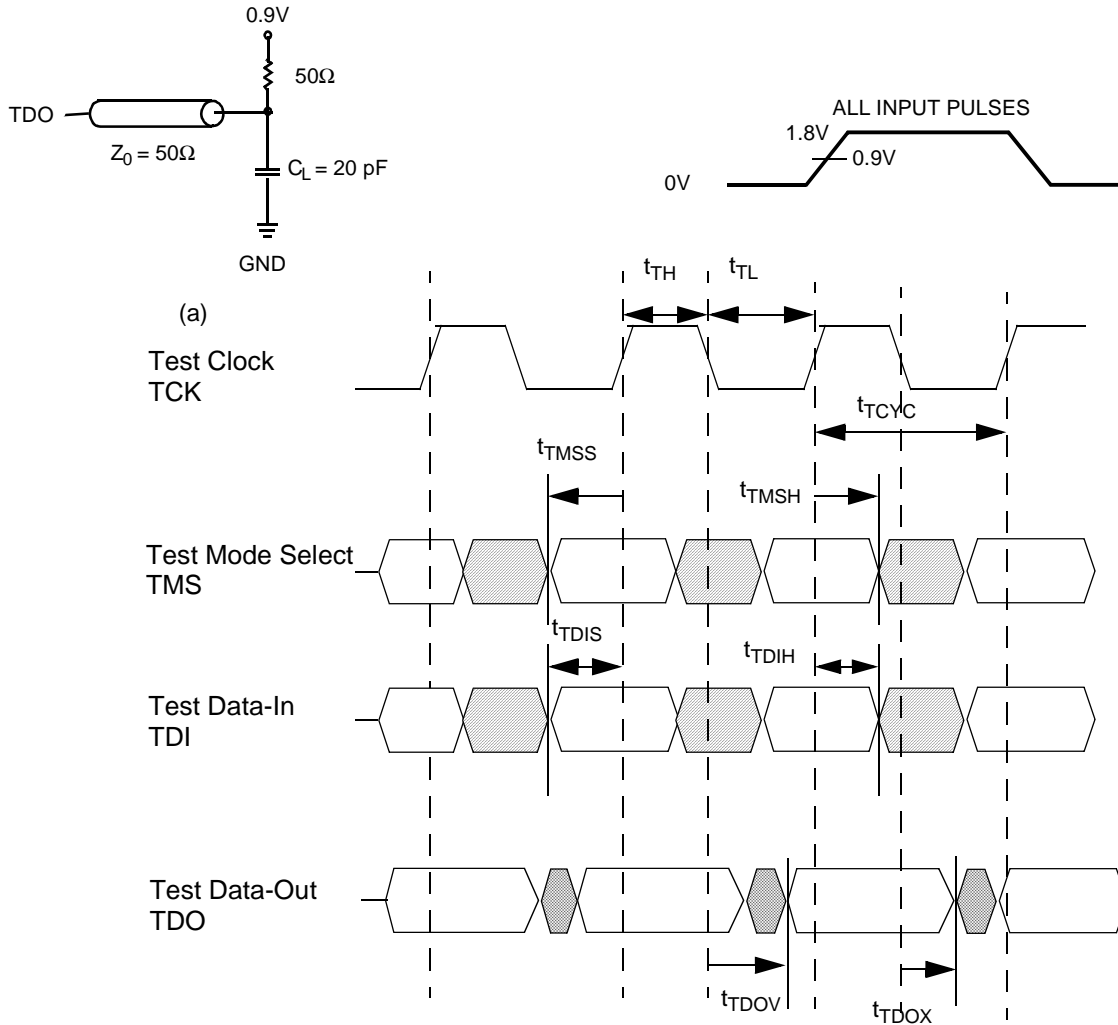 0.9V
50Ω
TDO
Z0 = 50Ω
CL = 20 pF
GND
(a)
ALL INPUT PULSES
1.8V
0.9V
0V
tTH
tTL
Test Clock
TCK
tTCYC
tTMSS
tTMSH
Test Mode Select
TMS
tTDIS
tTDIH
Test Data-In
TDI
Test Data-Out
TDO
tTDOV
tTDOX